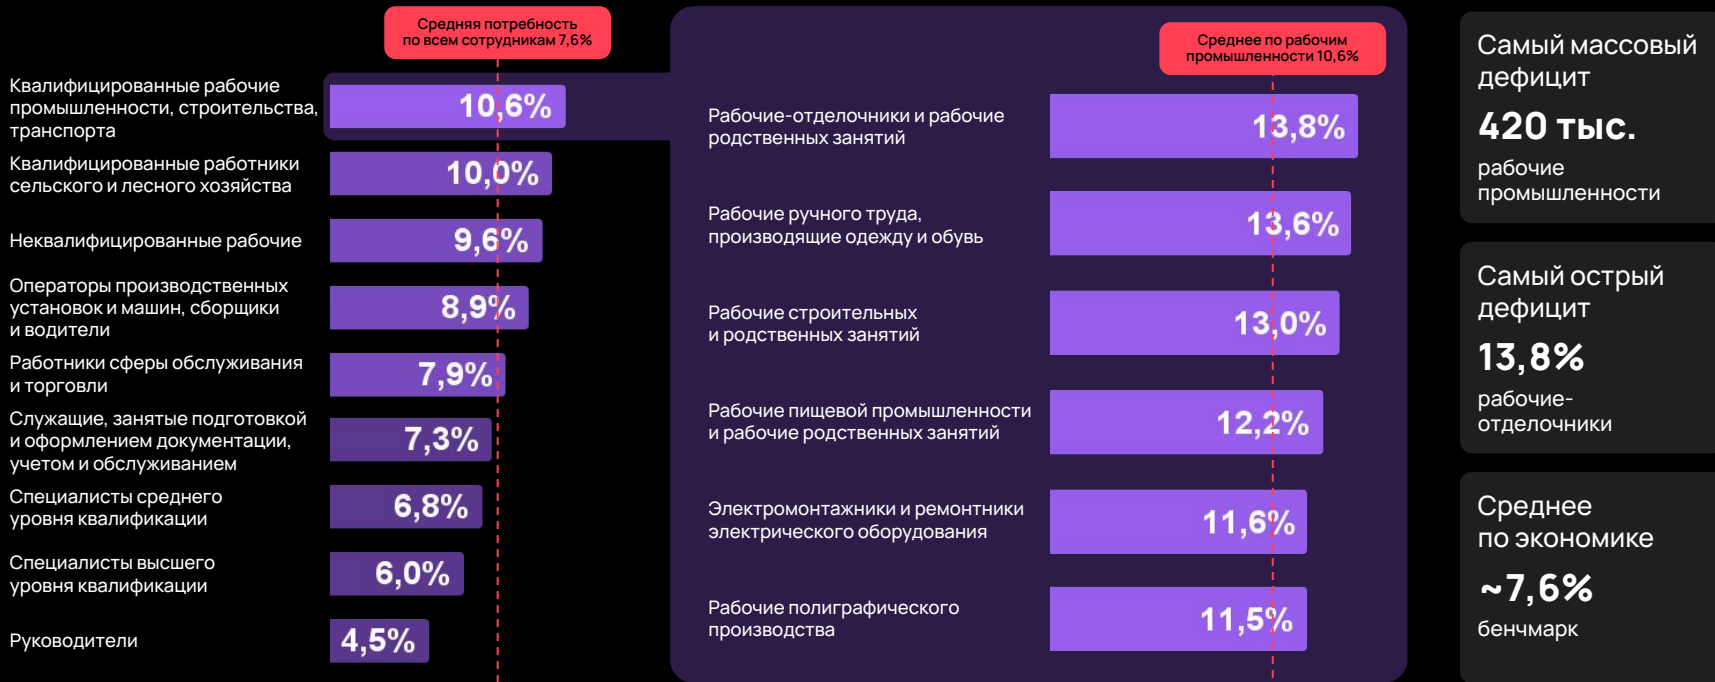 Средняя потребность
по всем сотрудникам 7,6%
Квалифицированные рабочие
промышленности, строительства,
транспорта
10,6%
Квалифицированные работники
сельского и лесного хозяйства
10,0%
Неквалифицированные рабочие
9,6%
Операторы производственных
установок и машин, сборщики
и водители
8,9%
Работники сферы обслуживания
и торговли
7,9%
Служащие, занятые подготовкой
и оформлением документации,
учетом и обслуживанием
7,3%
Специалисты среднего
уровня квалификации
6,8%
Специалисты высшего
уровня квалификации
6,0%
Руководители
4,5%
Среднее по рабочим
промышленности 10,6%
Рабочие-отделочники и рабочие
родственных занятий
13,8%
Рабочие ручного труда,
производящие одежду и обувь
13,6%
Рабочие строительных
и родственных занятий
13,0%
Рабочие пищевой промышленности
и рабочие родственных занятий
12,2%
Электромонтажники и ремонтники
электрического оборудования
11,6%
Рабочие полиграфического
производства
11,5%
Самый массовый
дефицит
420 тыс.
рабочие
промышленности
Самый острый
дефицит
13,8%
рабочие-
отделочники
Среднее
по экономике
~7,6%
бенчмарк